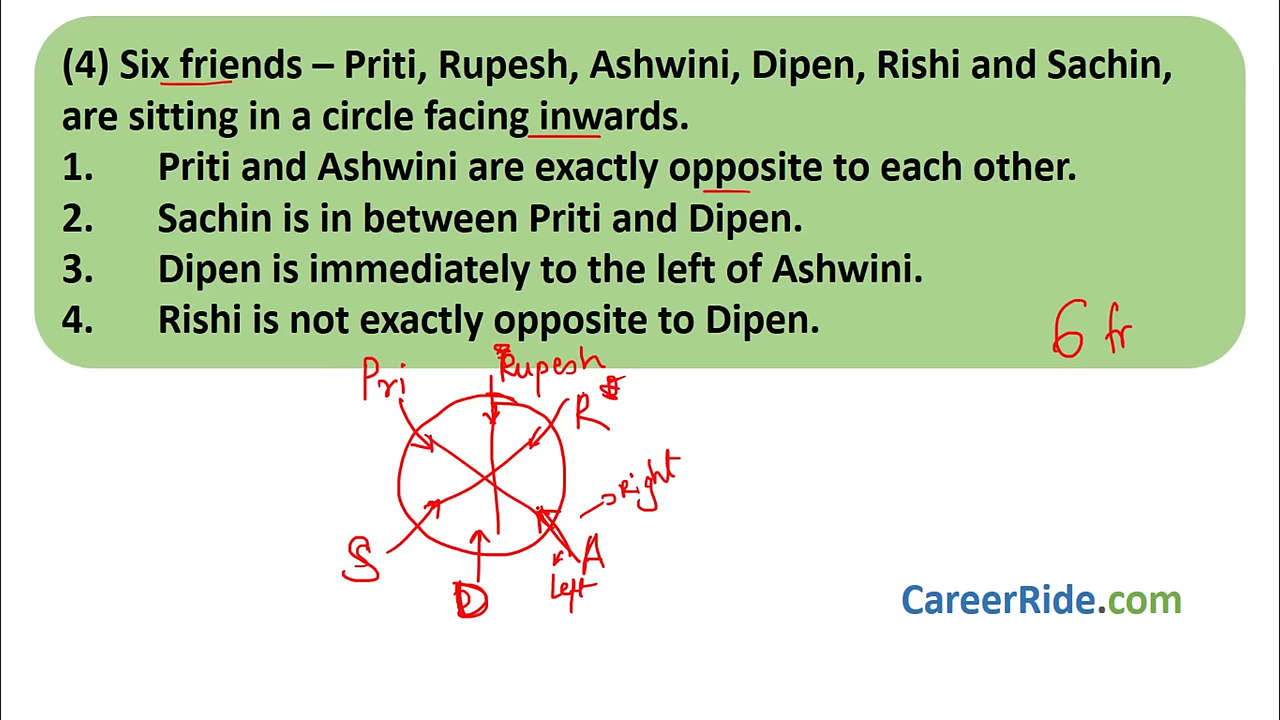 (4) Six friends – Priti, Rupesh, Ashwini, Dipen, Rishi and Sachin,
are sitting in a circle facing inwards.
1. Priti and Ashwini are exactly opposite to each other.
2. Sachin is in between Priti and Dipen.
3. Dipen is immediately to the left of Ashwini.
4. Rishi is not exactly opposite to Dipen.
6 fr
Rupesh
Pri
R
Right
S
A
D
Left
CareerRide.com